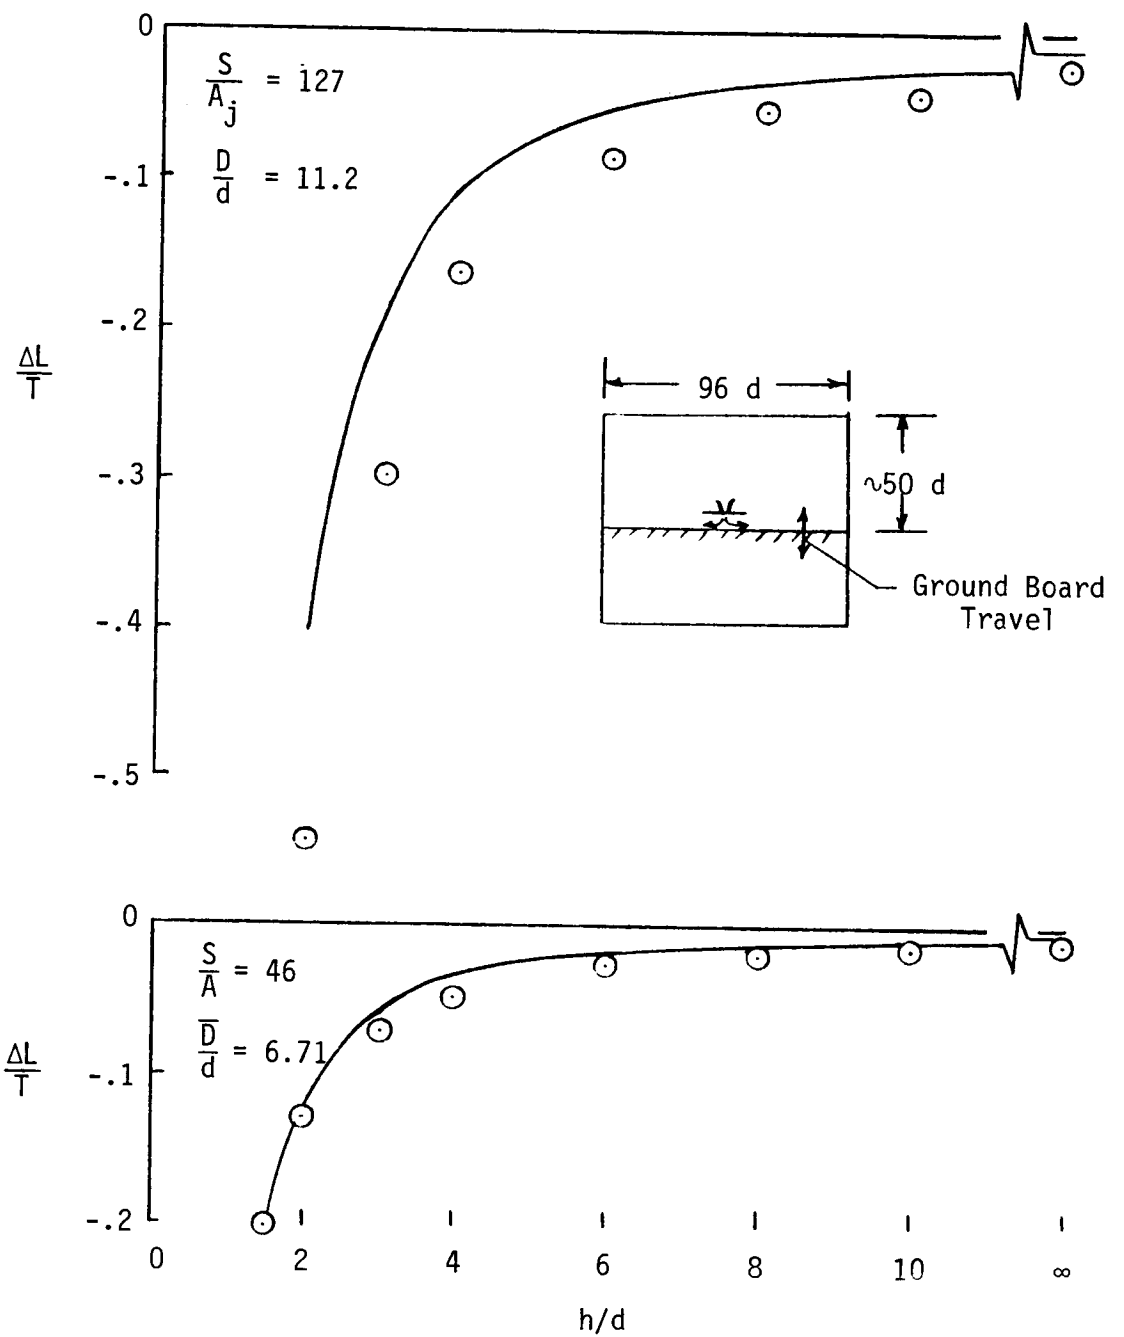 0
S
A j = 127
D
d = 11.2
-.1
-.2
ΔL
T
-.3
-.4
-.5
96 d
~50 d
Ground Board
Travel
0
S
A = 46
D̅
d = 6.71
ΔL
T
-.1
-.2
0 2 4 6 8 10 ∞
h/d